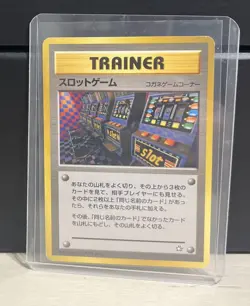 TRAINER
スロットゲーム
コガネゲームコーナー
slot
あなたの山札をよく切り、その上から3枚の
カードを見て、相手プレイヤーにも見せる。
その中に2枚以上「同じ名前のカード」があっ
たら、それらをあなたの手札に加える。
その後、「同じ名前のカード」でなかったカード
を山札にもどし、そのカードをよく切る。